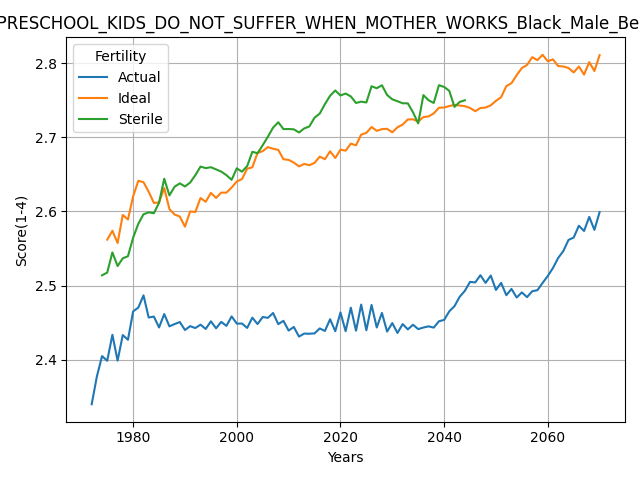 PRESCHOOL_KIDS_DO_NOT_SUFFER_WHEN_MOTHER_WORKS_Black_Male_Be
Fertility
Actual
Ideal
Sterile
Score(1-4)
2.8
2.7
2.6
2.5
2.4
1980 2000 2020 2040 2060
Years